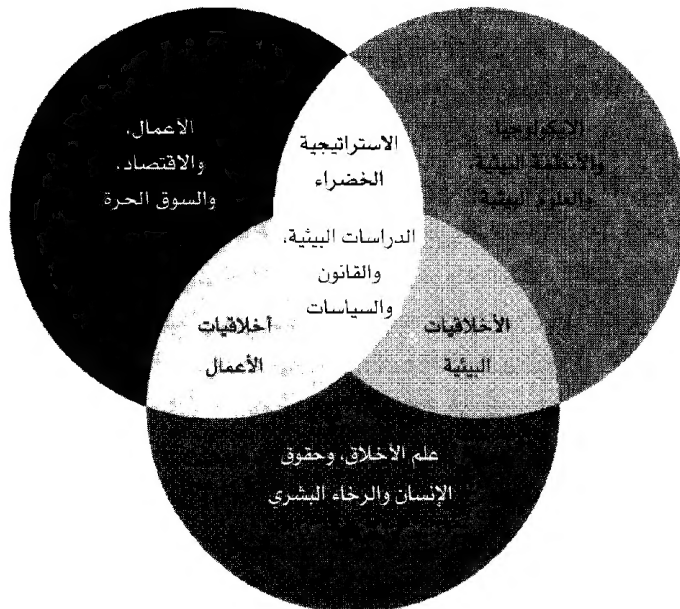 الأعمال،
والاقتصاد،
والسوق الحرة
الاستراتيجية
الخضراء
الإيكولوجيا،
والأنظمة البيئية
والعلوم البيئية
الدراسات البيئية،
والقانون
والسياسات
أخلاقيات
الأعمال
الأخلاقيات
البيئية
علم الأخلاق، وحقوق
الإنسان والرخاء البشري